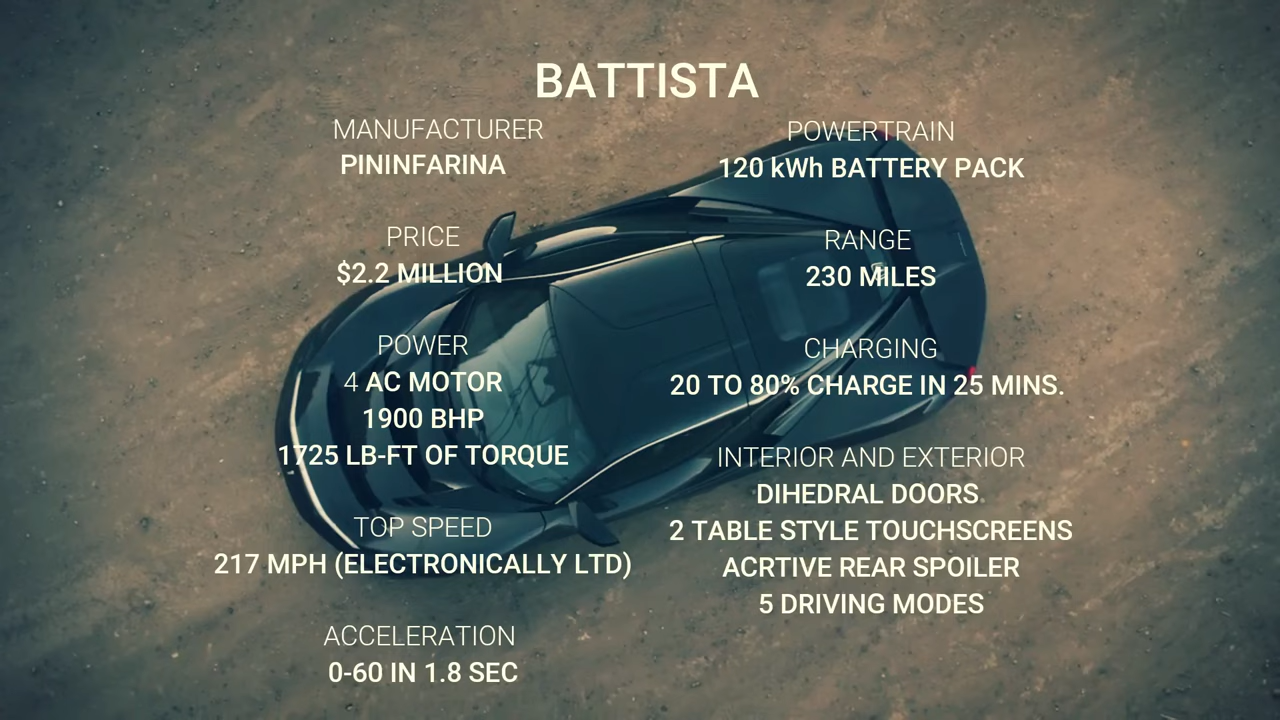 BATTISTA
MANUFACTURER
PININFARINA
PRICE
$2.2 MILLION
POWER
4 AC MOTOR
1900 BHP
1725 LB-FT OF TORQUE
TOP SPEED
217 MPH (ELECTRONICALLY LTD)
ACCELERATION
0-60 IN 1.8 SEC
POWERTRAIN
120 kWh BATTERY PACK
RANGE
230 MILES
CHARGING
20 TO 80% CHARGE IN 25 MINS.
INTERIOR AND EXTERIOR
DIHEDRAL DOORS.
2 TABLE STYLE TOUCHSCREENS
ACRTIVE REAR SPOILER
5 DRIVING MODES